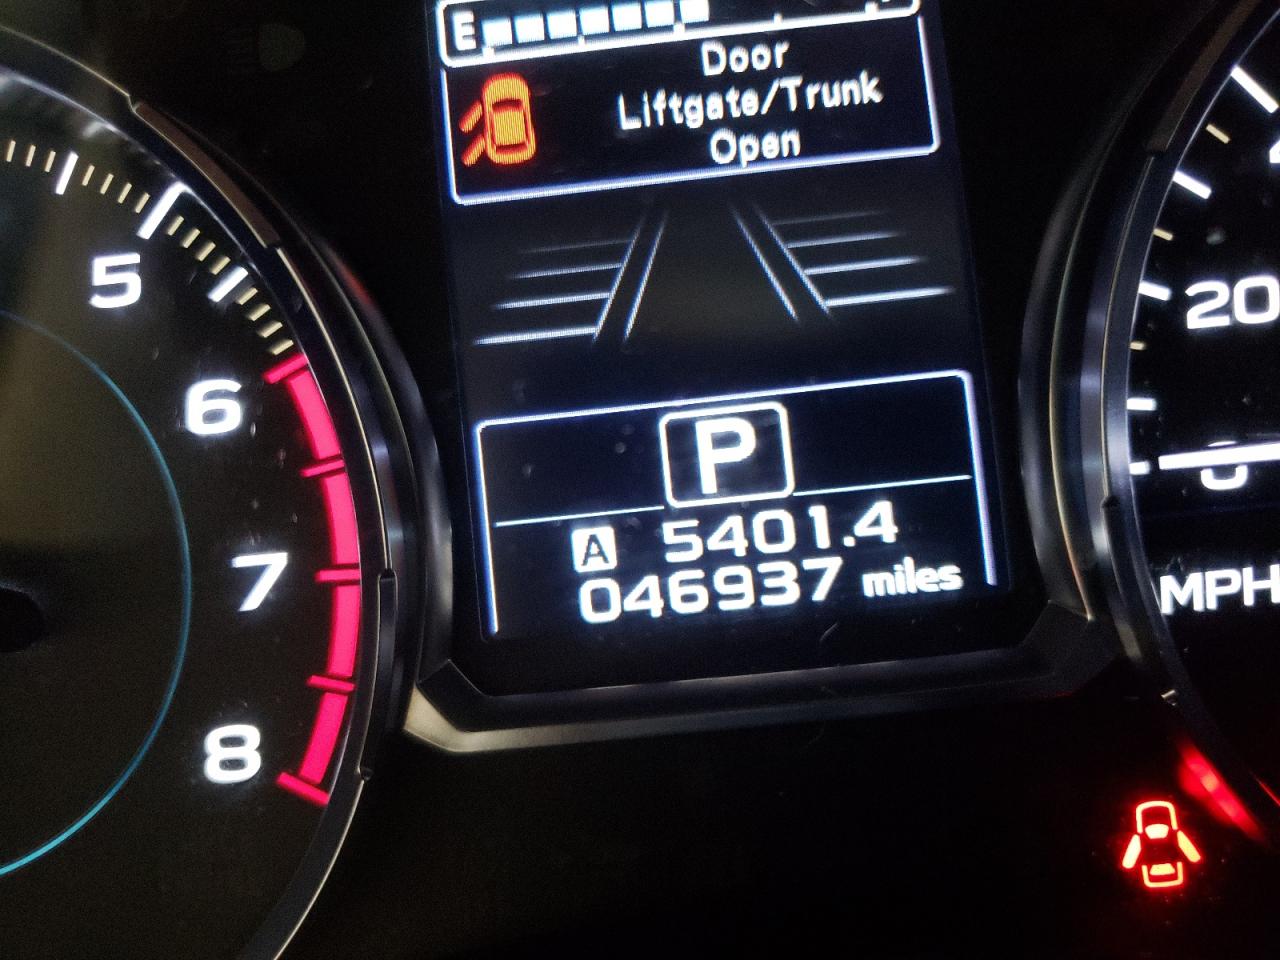 E
Door
Liftgate/Trunk
Open
5
6
7
8
20
0
MPH
P
A 5401.4
046937 miles